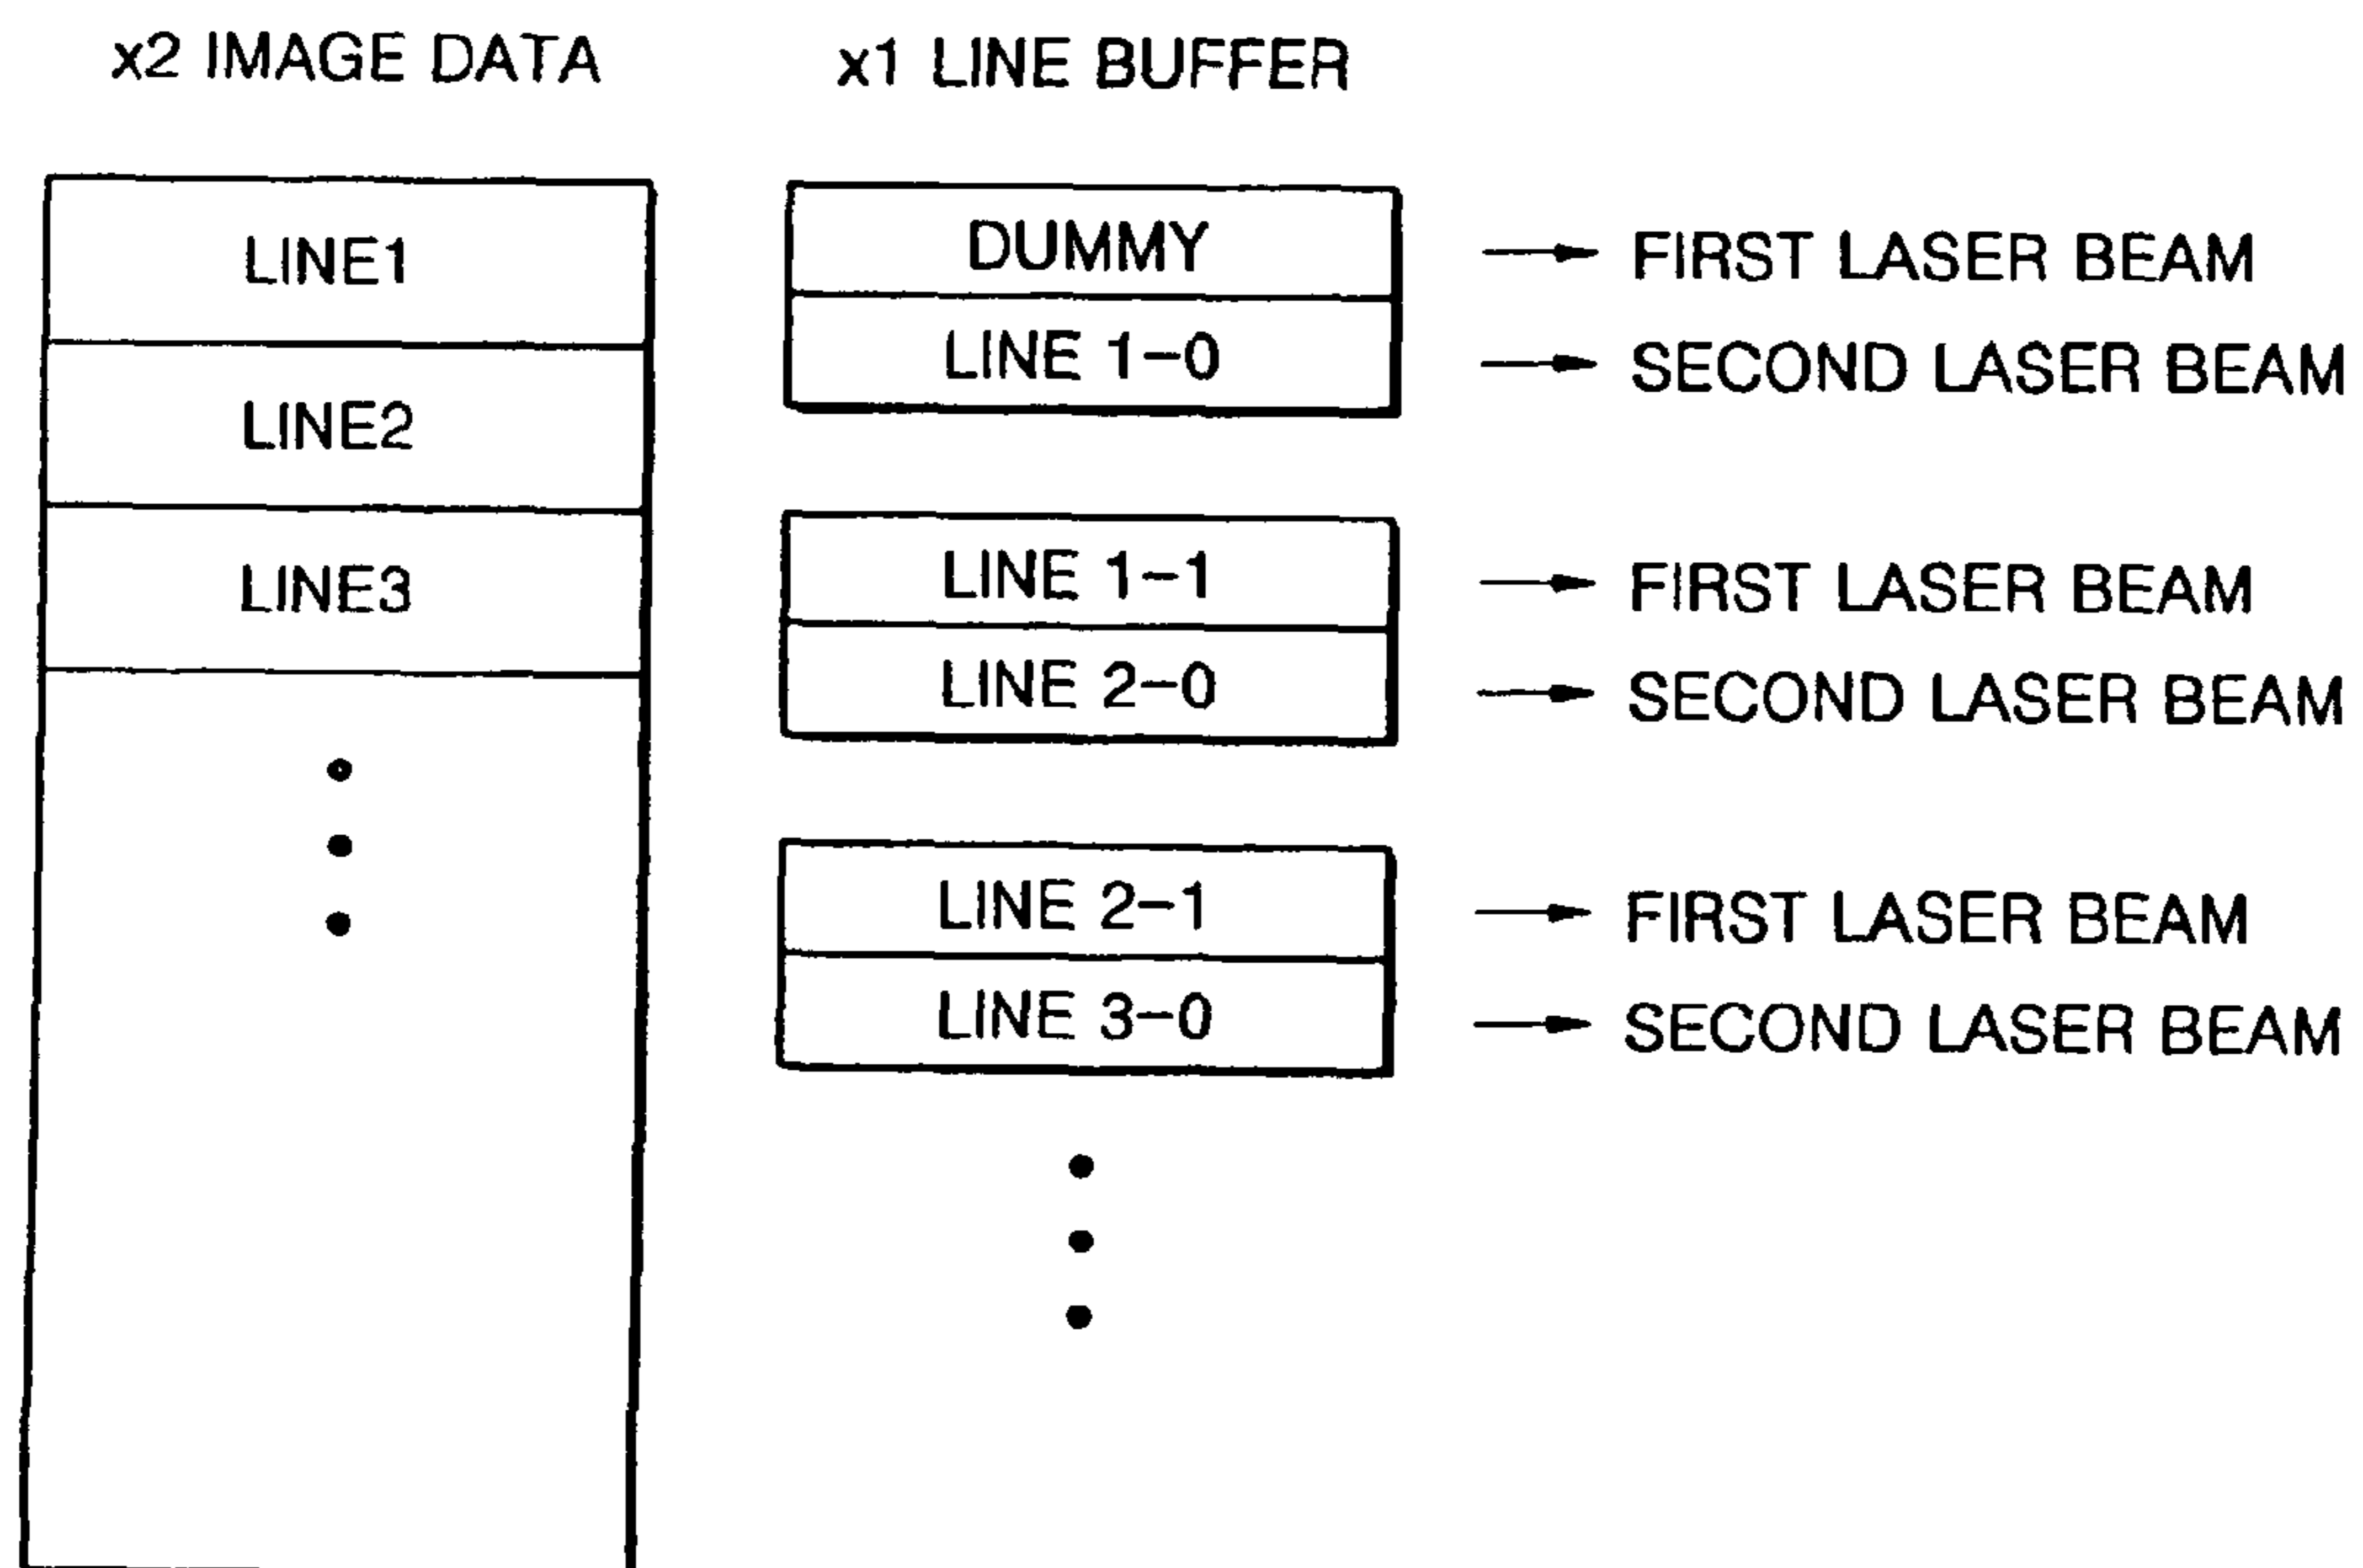 x2 IMAGE DATA
x1 LINE BUFFER
LINE1
LINE2
LINE3
DUMMY
LINE 1-0
LINE 1-1
LINE 2-0
LINE 2-1
LINE 3-0
FIRST LASER BEAM
SECOND LASER BEAM
FIRST LASER BEAM
SECOND LASER BEAM
FIRST LASER BEAM
SECOND LASER BEAM